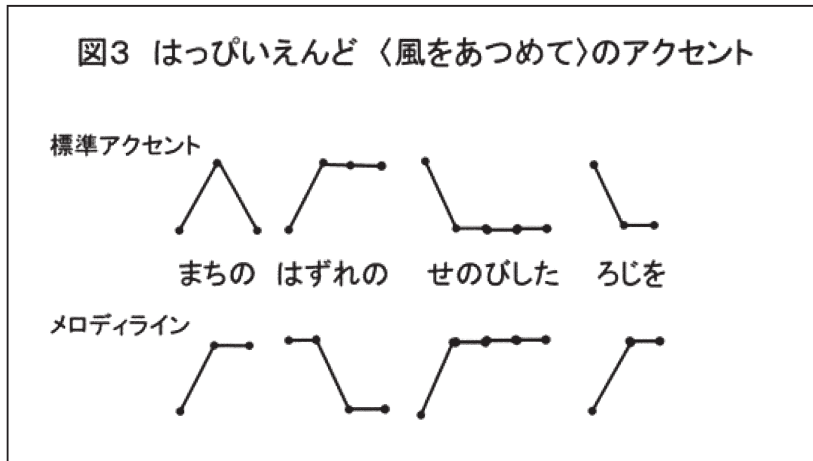 図3 はっぴいえんど 〈風をあつめて〉のアクセント
標準アクセント
まちの はずれの せのびした ろじを
メロディライン